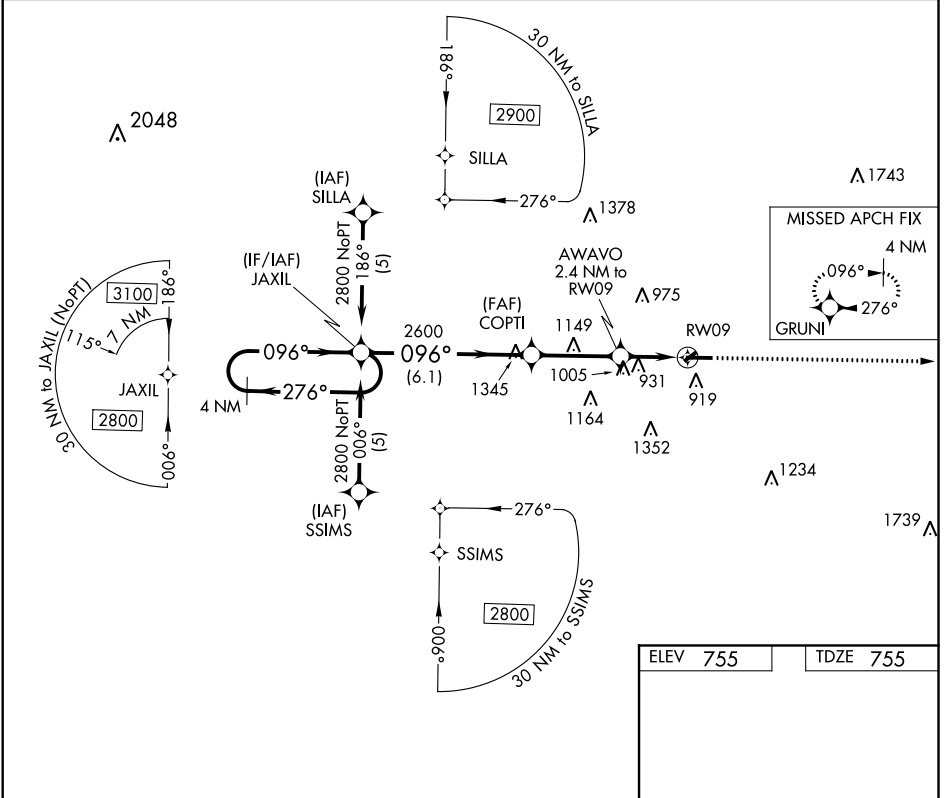 30 NM to SILLA
186°
2900
SILLA
276°
2048
1743
1378
MISSED APCH FIX
4 NM
096°
276°
GRUNI
(IAF)
SILLA
2800 NoPT
186°
(5)
(IF/IAF)
JAXIL
AWAVO
2.4 NM to
RW09
30 NM to JAXIL (NoPT)
3100
186°
115°
17 NM
JAXIL
2800
006°
975
(FAF)
COPTI
1149
RW09
096°
2600
096°
(6.1)
1345
1005
931
919
4 NM
276°
1164
1352
2800 NoPT
006°
(5)
(IAF)
SSIMS
1234
1739
276°
SSIMS
2800
006°
30 NM to SSIMS
ELEV 755
TDZE 755